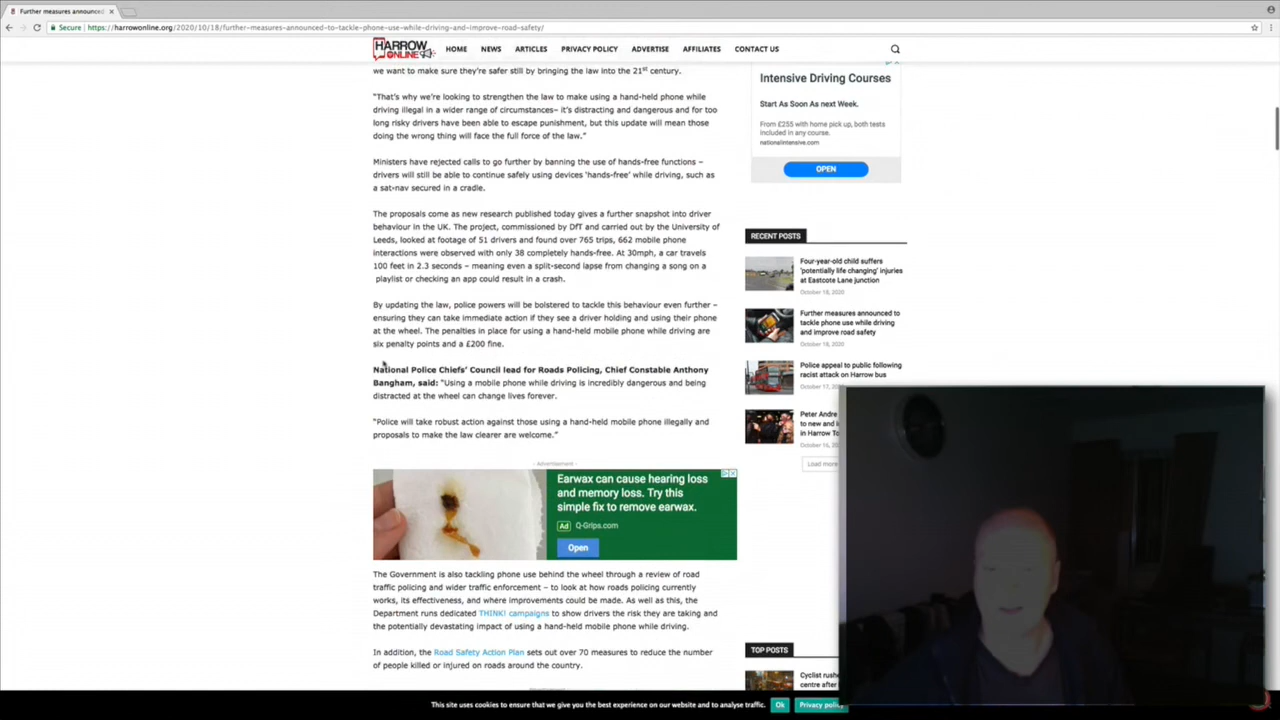 Further measures announced
Secure https://harrowonline.org/2020/10/18/further-measures-announced-to-tackle-phone-use-while-driving-and-improve-road-safety/
HARROW
ONLINE
HOME NEWS ARTICLES PRIVACY POLICY ADVERTISE AFFILIATES CONTACT US
we want to make sure they're safer still by bringing the law into the 21st century.
"That's why we're looking to strengthen the law to make using a hand-held phone while
driving illegal in a wider range of circumstances– it's distracting and dangerous and for too
long risky drivers have been able to escape punishment, but this update will mean those
doing the wrong thing will face the full force of the law."
Ministers have rejected calls to go further by banning the use of hands-free functions –
drivers will still be able to continue safely using devices 'hands-free' while driving, such as
a sat-nav secured in a cradle.
The proposals come as new research published today gives a further snapshot into driver
behaviour in the UK. The project, commissioned by DfT and carried out by the University of
Leeds, looked at footage of 51 drivers and found over 765 trips, 662 mobile phone
interactions were observed with only 38 completely hands-free. At 30mph, a car travels
100 feet in 2.3 seconds – meaning even a split-second lapse from changing a song on a
playlist or checking an app could result in a crash.
By updating the law, police powers will be bolstered to tackle this behaviour even further –
ensuring they can take immediate action if they see a driver holding and using their phone
at the wheel. The penalties in place for using a hand-held mobile phone while driving are
six penalty points and a £200 fine.
National Police Chiefs' Council lead for Roads Policing, Chief Constable Anthony
Bangham, said: "Using a mobile phone while driving is incredibly dangerous and being
distracted at the wheel can change lives forever.
"Police will take robust action against those using a hand-held mobile phone illegally and
proposals to make the law clearer are welcome."
- Advertisement -
Earwax can cause hearing loss
and memory loss. Try this
simple fix to remove earwax.
Ad Q-Grips.com
Open
The Government is also tackling phone use behind the wheel through a review of road
traffic policing and wider traffic enforcement – to look at how roads policing currently
works, its effectiveness, and where improvements could be made. As well as this, the
Department runs dedicated THINK! campaigns to show drivers the risk they are taking and
the potentially devastating impact of using a hand-held mobile phone while driving.
In addition, the Road Safety Action Plan sets out over 70 measures to reduce the number
of people killed or injured on roads around the country.
Intensive Driving Courses
Start As Soon As next Week.
From £255 with home pick up, both tests
included in any course.
nationalintensive.com
OPEN
RECENT POSTS
Four-year-old child suffers
'potentially life changing' injuries
at Eastcote Lane junction
October 18, 2020
Further measures announced to
tackle phone use while driving
and improve road safety
October 18, 2020
Police appeal to public following
racist attack on Harrow bus
October 17,
Peter Andre
to new and
in Harrow To
October 16,
Load more
TOP POSTS
Cyclist rushe
centre after
This site uses cookies to ensure that we give you the best experience on our website and to analyse traffic. Ok Privacy policy